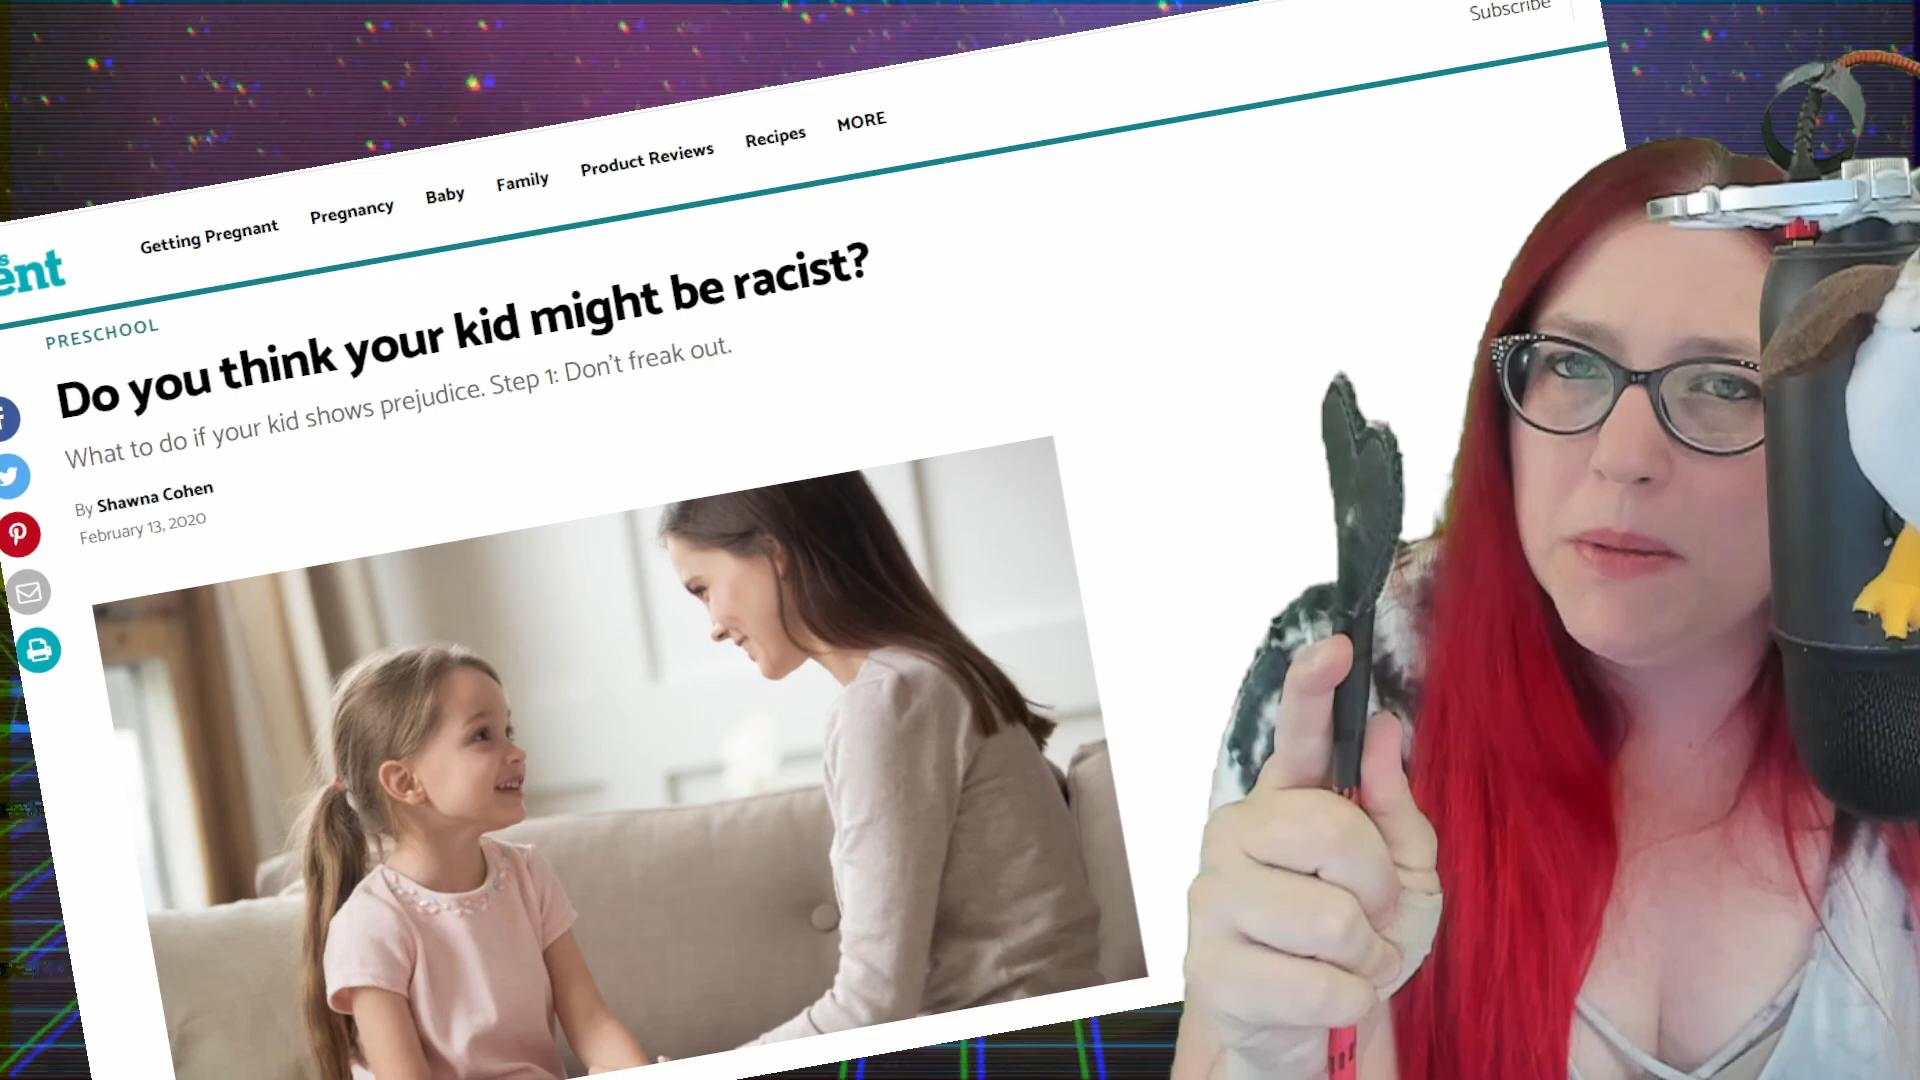 Subscribe
Getting Pregnant Pregnancy Baby Family Product Reviews Recipes MORE
PRESCHOOL
Do you think your kid might be racist?
What to do if your kid shows prejudice. Step 1: Don't freak out.
By Shawna Cohen
February 13, 2020